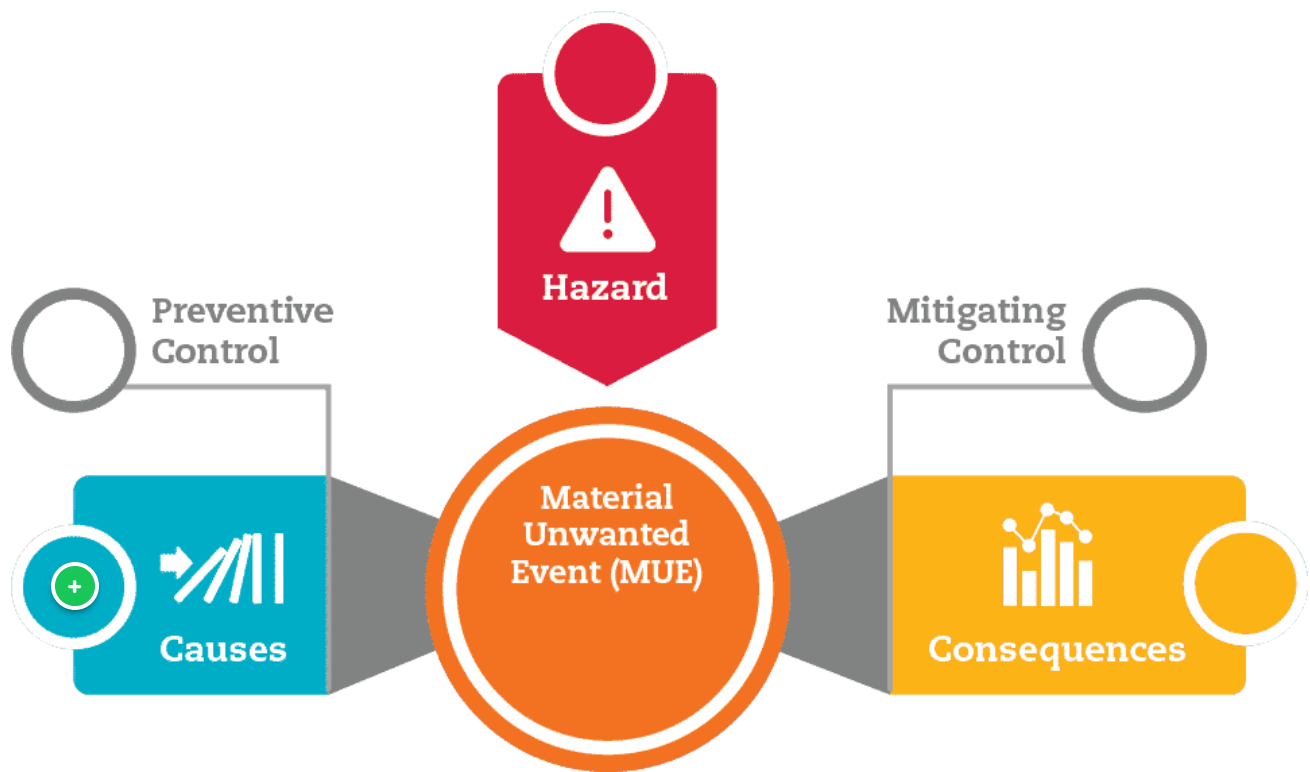 Hazard
Preventive
Control
Mitigating
Control
Material
Unwanted
Event (MUE)
Causes
Consequences